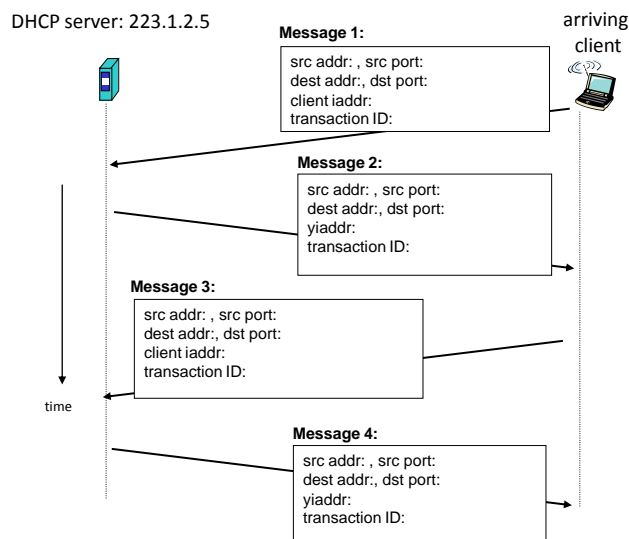 DHCP server: 223.1.2.5
arriving
client
Message 1:
src addr: , src port:
dest addr:, dst port:
client iaddr:
transaction ID:
Message 2:
src addr: , src port:
dest addr:, dst port:
yiaddr:
transaction ID:
Message 3:
src addr: , src port:
dest addr:, dst port:
client iaddr:
transaction ID:
time
Message 4:
src addr: , src port:
dest addr:, dst port:
yiaddr:
transaction ID: